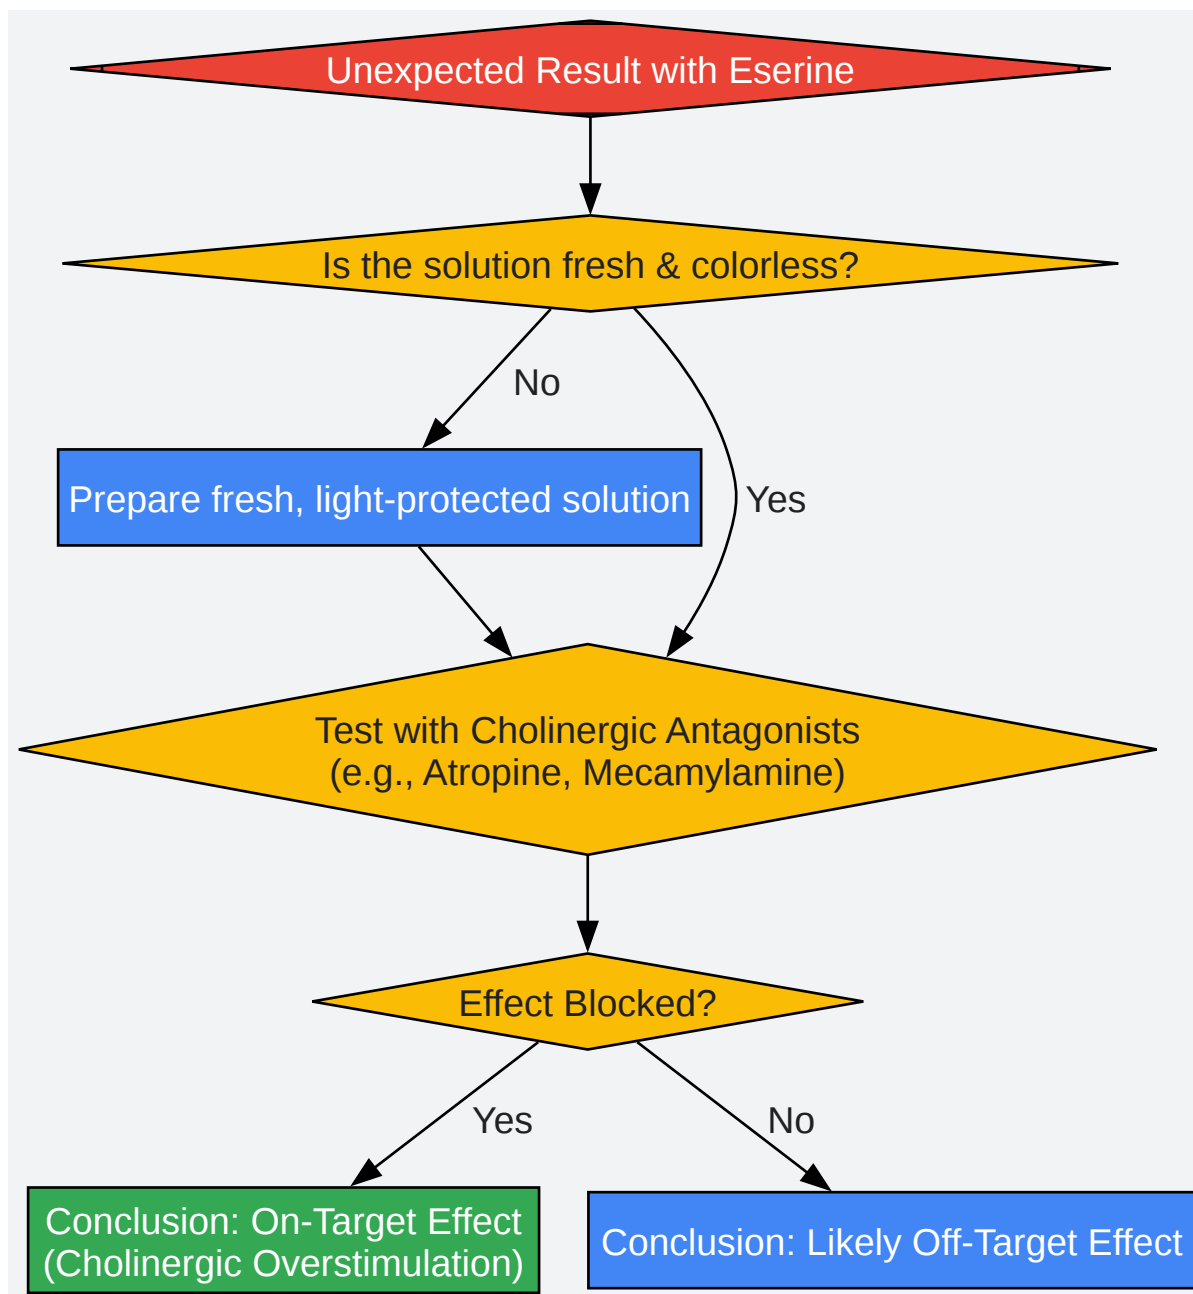 Unexpected Result with Eserine
Is the solution fresh & colorless?
No
Prepare fresh, light-protected solution
Yes
Test with Cholinergic Antagonists
(e.g., Atropine, Mecamylamine)
Effect Blocked?
Yes
No
Conclusion: On-Target Effect
(Cholinergic Overstimulation)
Conclusion: Likely Off-Target Effect